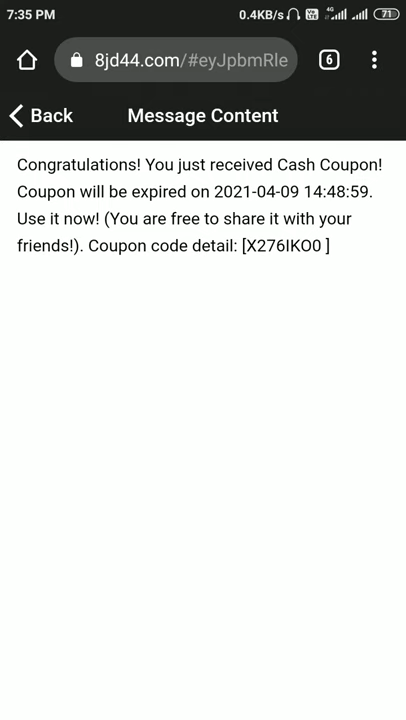 7:35 PM 0.4KB/s 4G 71
8jd44.com/#eyJpbmRle 6
Back Message Content
Congratulations! You just received Cash Coupon!
Coupon will be expired on 2021-04-09 14:48:59.
Use it now! (You are free to share it with your
friends!). Coupon code detail: [X276IKO0 ]